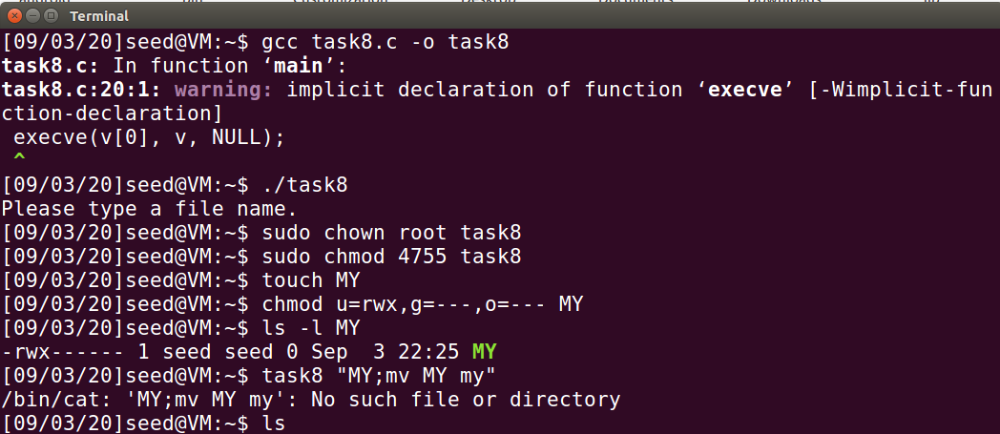 Terminal
[09/03/20]seed@VM:~$ gcc task8.c -o task8
task8.c: In function ‘main’:
task8.c:20:1: warning: implicit declaration of function ‘execve’ [-Wimplicit-fun
ction-declaration]
 execve(v[0], v, NULL);
 ^
[09/03/20]seed@VM:~$ ./task8
Please type a file name.
[09/03/20]seed@VM:~$ sudo chown root task8
[09/03/20]seed@VM:~$ sudo chmod 4755 task8
[09/03/20]seed@VM:~$ touch MY
[09/03/20]seed@VM:~$ chmod u=rwx,g=---,o=--- MY
[09/03/20]seed@VM:~$ ls -l MY
-rwx------ 1 seed seed 0 Sep  3 22:25 MY
[09/03/20]seed@VM:~$ task8 "MY;mv MY my"
/bin/cat: 'MY;mv MY my': No such file or directory
[09/03/20]seed@VM:~$ ls